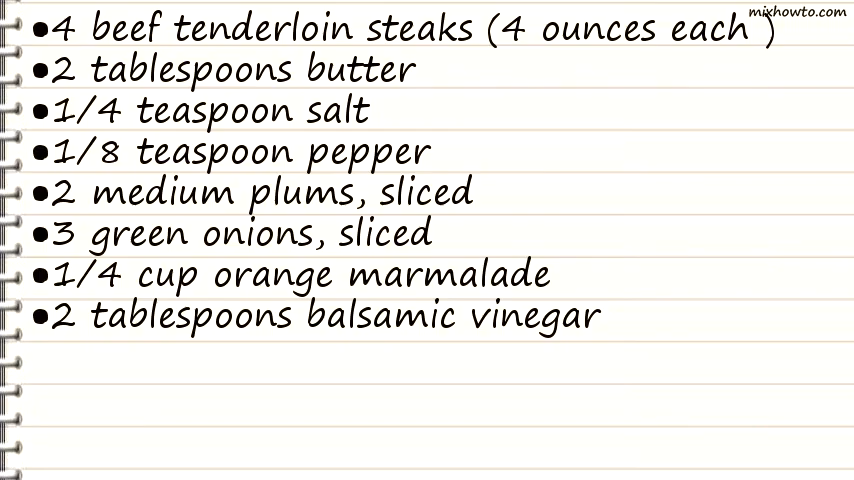 mixhowto.com
•4 beef tenderloin steaks (4 ounces each )
•2 tablespoons butter
•1/4 teaspoon salt
•1/8 teaspoon pepper
•2 medium plums, sliced
•3 green onions, sliced
•1/4 cup orange marmalade
•2 tablespoons balsamic vinegar